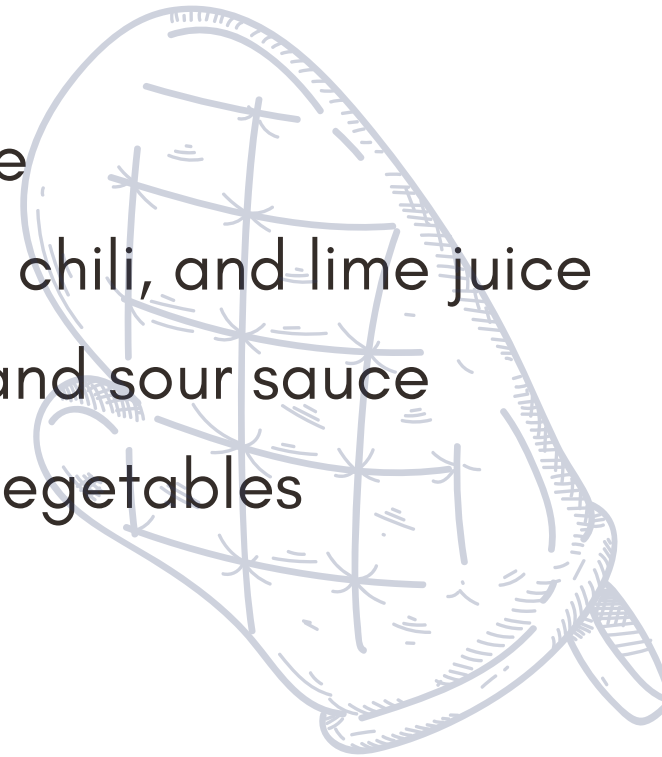 e
chili, and lime juice
and sour sauce
egetables